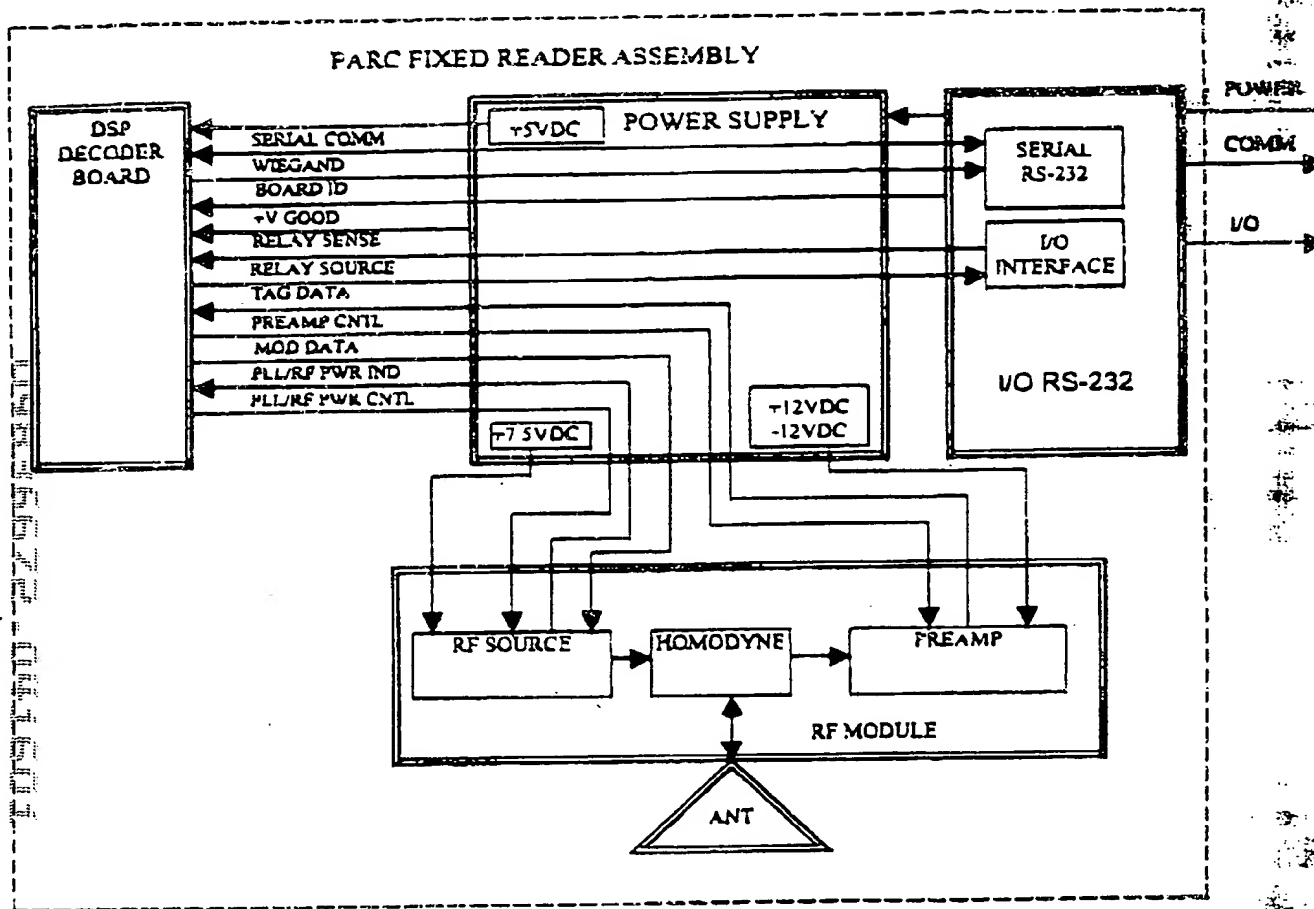 PARC FIXED READER ASSEMBLY
DSP
DECODER
BOARD
SERIAL COMM
WIEGAND
BOARD ID
+V GOOD
RELAY SENSE
RELAY SOURCE
TAG DATA
PREAMP CNTL
MOD DATA
PLL/RF PWR IND
PLL/RF PWR CNTL
+5VDC
POWER SUPPLY
+7.5VDC
+12VDC
-12VDC
SERIAL
RS-232
I/O
INTERFACE
I/O RS-232
POWER
COMM
I/O
RF SOURCE
HOMODYNE
PREAMP
RF MODULE
ANT